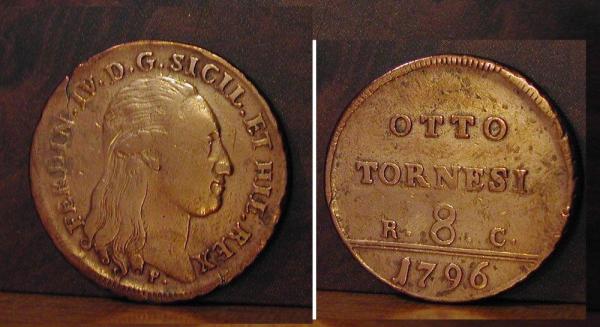 FERDIN. IV. D. G. SICIL. ET HIE. REX
P.
OTTO
TORNESI
R. 8 C.
1796